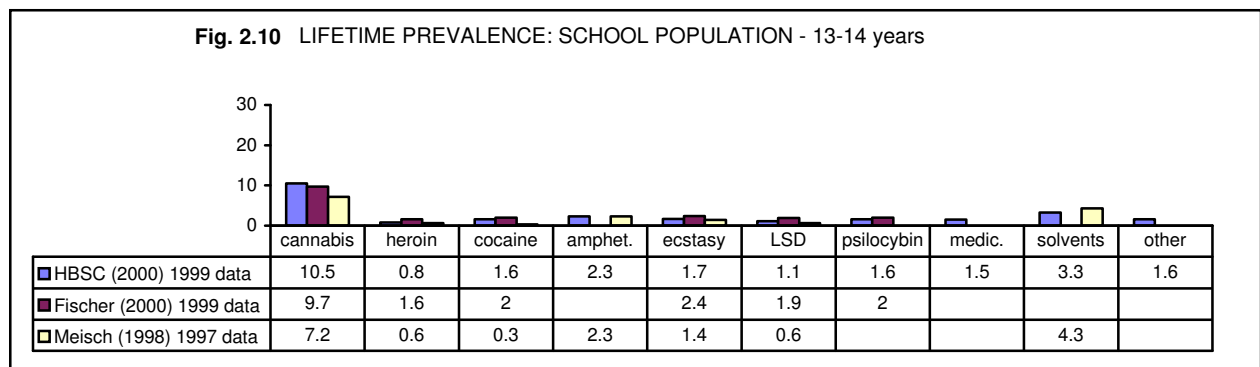 Fig. 2.10 LIFETIME PREVALENCE: SCHOOL POPULATION - 13-14 years
30
20
10
0
cannabis heroin cocaine amphet. ecstasy LSD psilocybin medic. solvents other
HBSC (2000) 1999 data 10.5 0.8 1.6 2.3 1.7 1.1 1.6 1.5 3.3 1.6
Fischer (2000) 1999 data 9.7 1.6 2 2.4 1.9 2
Meisch (1998) 1997 data 7.2 0.6 0.3 2.3 1.4 0.6 4.3